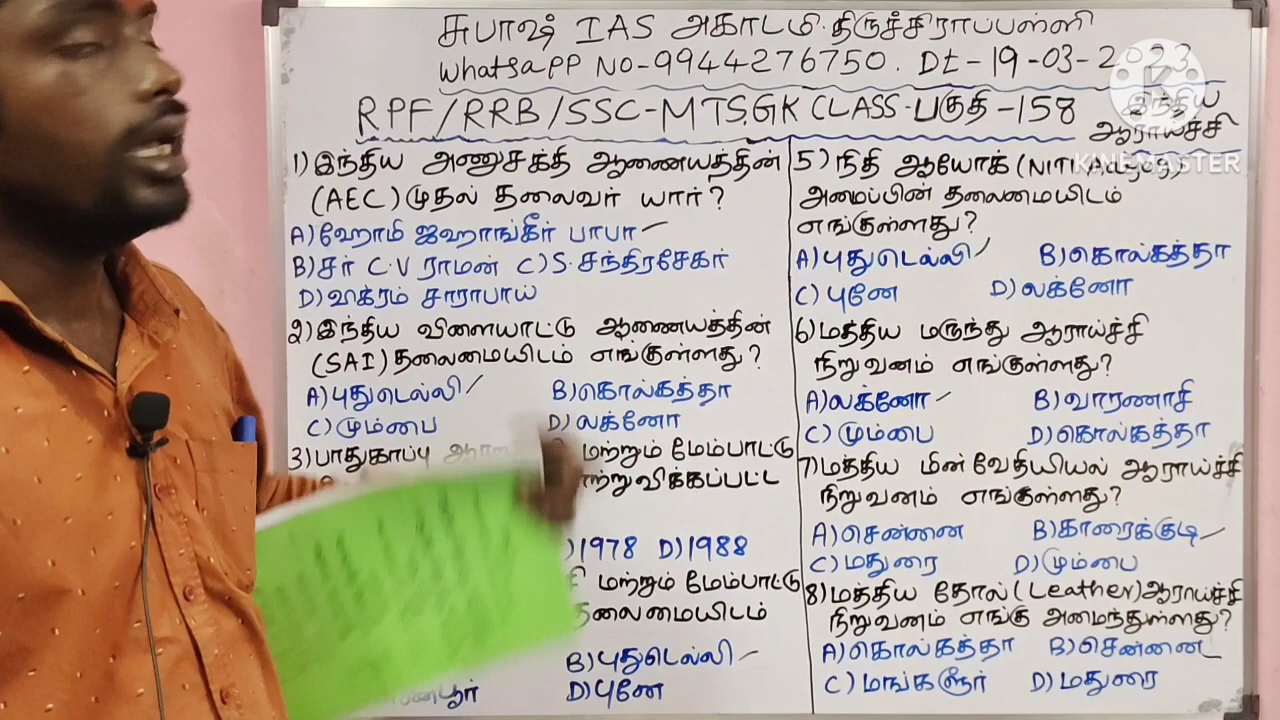 சுபாஷ் IAS அகாடமி. திருச்சிராப்பள்ளி
WhatsAPP NO-9944276750. Dt-19-03-2023
RPF/RRB/SSC-MTS.GK CLASS-பகுதி-158
இந்திய
ஆராய்ச்சி
1) இந்திய அணுசக்தி ஆணையத்தின்
(AEC) முதல் தலைவர் யார்?
A) ஹோமி ஜஹாங்கீர் பாபா
B) சர் C.V ராமன் C) S. சந்திரசேகர்
D) விக்ரம் சாராபாய்
2) இந்திய விளையாட்டு ஆணையத்தின்
(SAI) தலைமையிடம் எங்குள்ளது?
A) புதுடெல்லி B) கொல்கத்தா
C) மும்பை D) லக்னோ
3) பாதுகாப்பு மற்றும் மேம்பாட்டு
1978 D) 1988
மற்றும் மேம்பாட்டு
தலைமையிடம்
B) புதுடெல்லி
D) புனே
5) நிதி ஆயோக் (NITI
அமைப்பின் தலைமையிடம்
எங்குள்ளது?
A) புதுடெல்லி B) கொல்கத்தா
C) புனே D) லக்னோ
6) மத்திய மருந்து ஆராய்ச்சி
நிறுவனம் எங்குள்ளது?
A) லக்னோ B) வாரணாசி
C) மும்பை D) கொல்கத்தா
7) மத்திய மின் வேதியியல் ஆராய்ச்சி
நிறுவனம் எங்குள்ளது?
A) சென்னை B) காரைக்குடி
C) மதுரை D) மும்பை
8) மத்திய தோல் (Leather) ஆராய்ச்சி
நிறுவனம் எங்கு அமைந்துள்ளது?
A) கொல்கத்தா B) சென்னை
C) மங்களூர் D) மதுரை
K
KINEMASTER